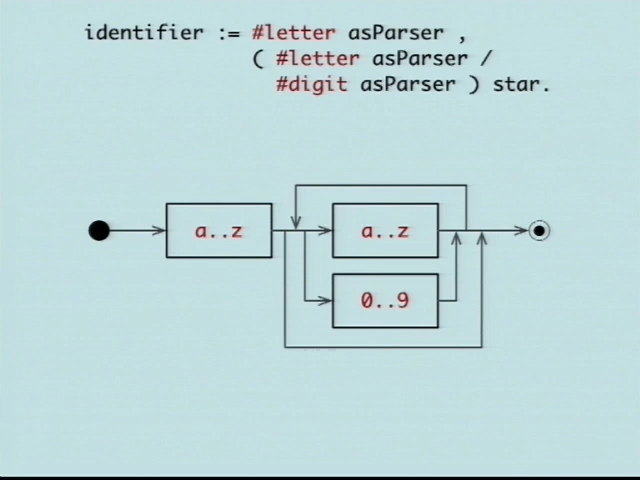 identifier := #letter asParser ,
( #letter asParser /
#digit asParser ) star.
a..z
a..z
0..9